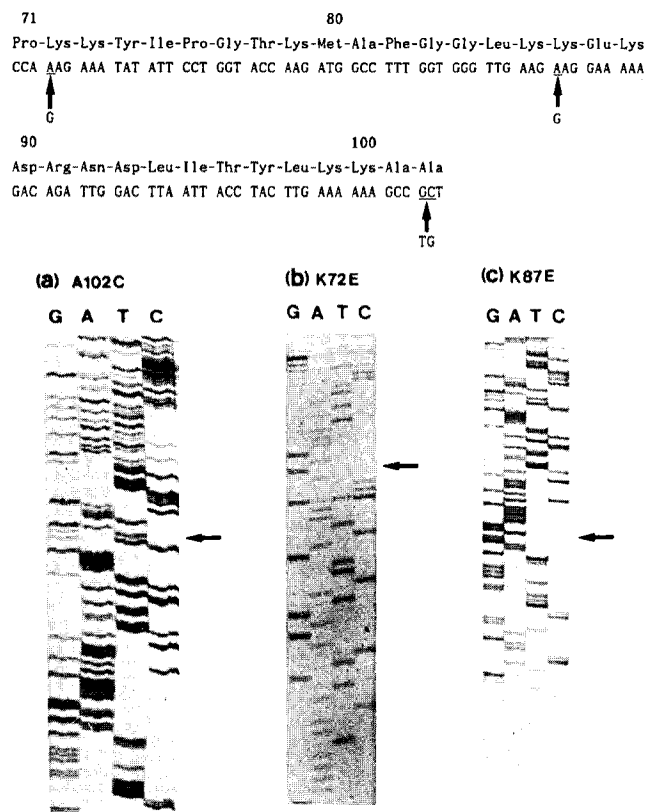 71 80
Pro-Lys-Lys-Tyr-Ile-Pro-Gly-Thr-Lys-Met-Ala-Phe-Gly-Gly-Leu-Lys-Lys-Glu-Lys
CCA AAG AAA TAT ATT CCT GGT ACC AAG ATG GCC TTT GGT GGG TTG AAG AAG GAA AAA
G G
90 100
Asp-Arg-Asn-Asp-Leu-Ile-Thr-Tyr-Leu-Lys-Lys-Ala-Ala
GAC AGA TTG GAC TTA ATT ACC TAC TTG AAA AAA GCC GCT
TG
(a) A102C (b) K72E (c) K87E
G A T C G A T C G A T C